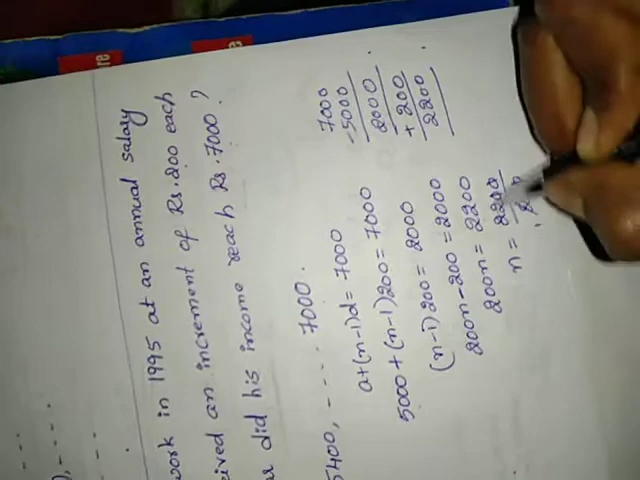 work in 1995 at an annual salary
eived an increment of Rs.200 each
ar did his income reach Rs.7000?
5400, ---- 7000.
a+(n-1)d = 7000
5000+(n-1)200 = 7000
(n-1)200 = 2000
200n-200 = 2000
200n = 2200
n = 2200
7000
-5000
2000
+200
2200